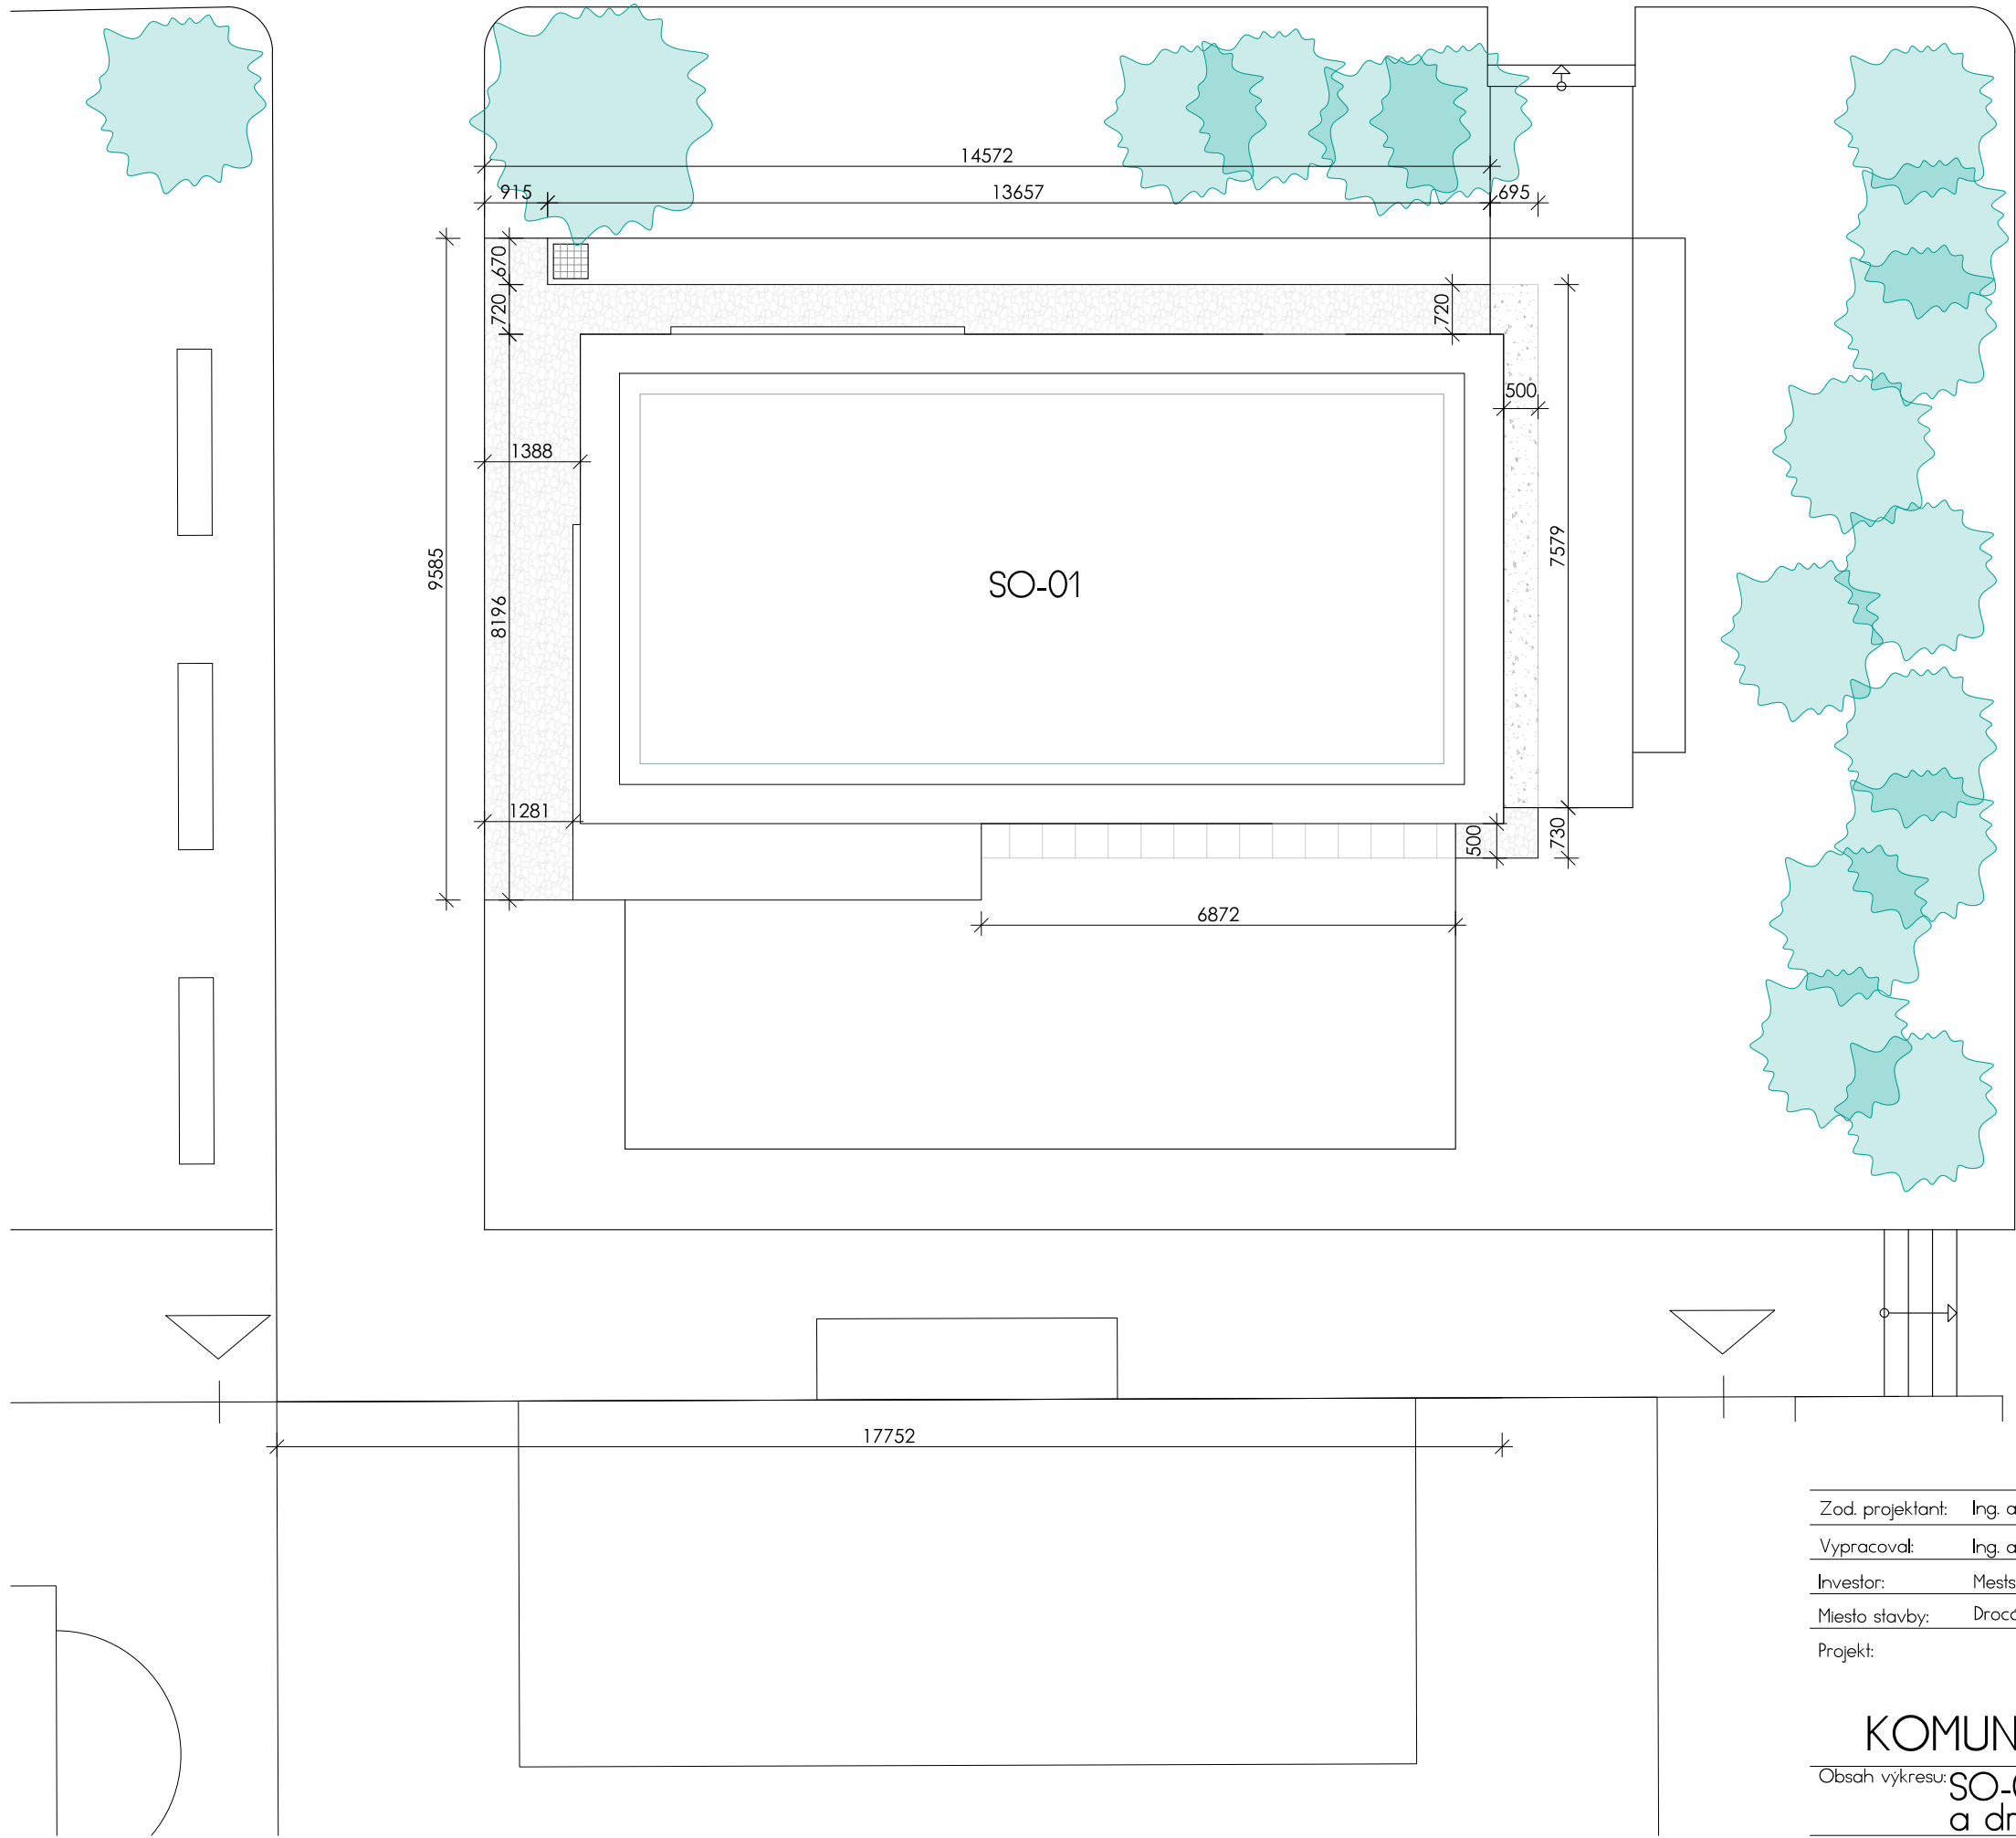 14572
915
13657
695
670
720
720
500
1388
9585
8196
7579
SO-01
1281
500
730
6872
17752
Zod. projektant: Ing. a
Vypracoval: Ing. a
Investor: Mests
Miesto stavby: Droc
Projekt:
KOMUN
Obsah výkresu: SO-0
a dr